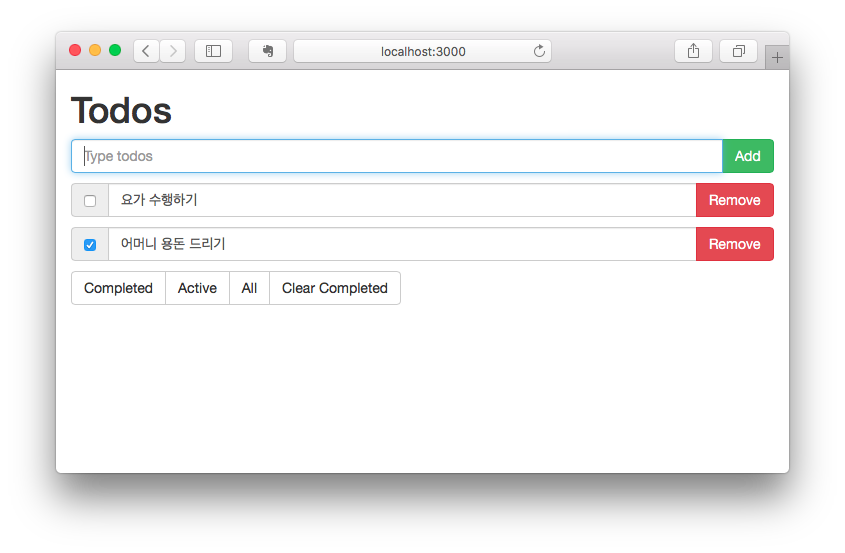 localhost:3000
Todos
Type todos Add
요가 수행하기 Remove
어머니 용돈 드리기 Remove
Completed Active All Clear Completed